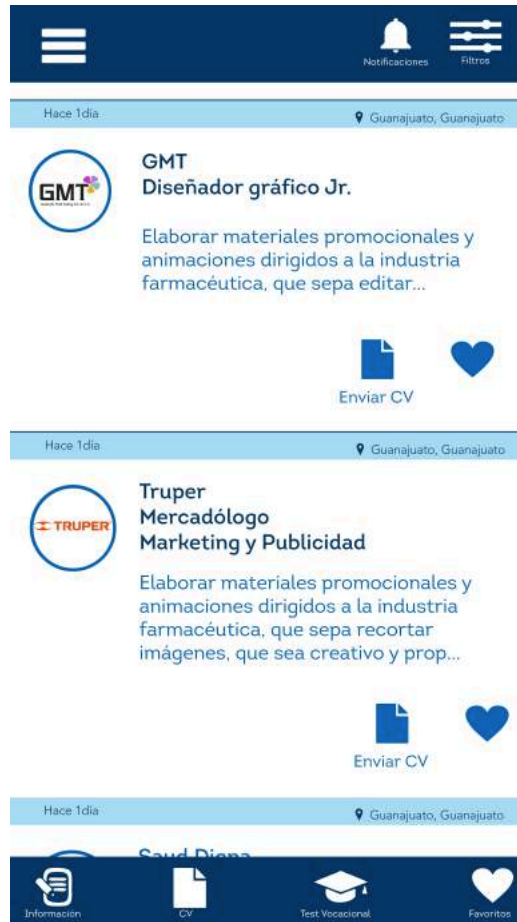 Notificaciones
Filtros
Hace 1día
Guanajuato, Guanajuato
GMT
GMT
Diseñador gráfico Jr.
Elaborar materiales promocionales y
animaciones dirigidos a la industria
farmacéutica, que sepa editar...
Enviar CV
Hace 1día
Guanajuato, Guanajuato
TRUPER
Truper
Mercadólogo
Marketing y Publicidad
Elaborar materiales promocionales y
animaciones dirigidos a la industria
farmacéutica, que sepa recortar
imágenes, que sea creativo y prop...
Enviar CV
Hace 1día
Guanajuato, Guanajuato
Información
CV
Test Vocacional
Favoritos